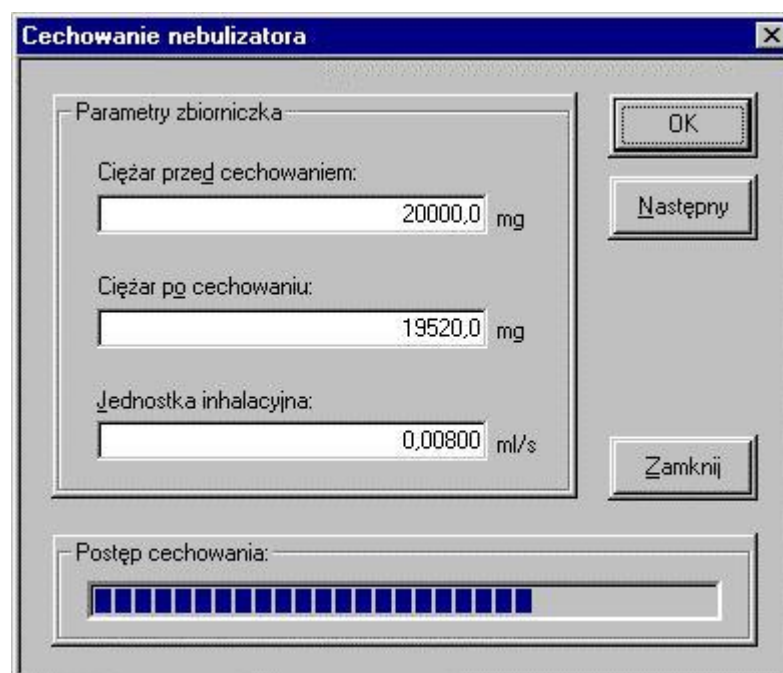 Cechowanie nebulizatora
Parametry zbiorniczka
Ciężar przed cechowaniem:
20000,0 mg
Ciężar po cechowaniu:
19520,0 mg
Jednostka inhalacyjna:
0,00800 ml/s
OK
Następny
Zamknij
Postęp cechowania: